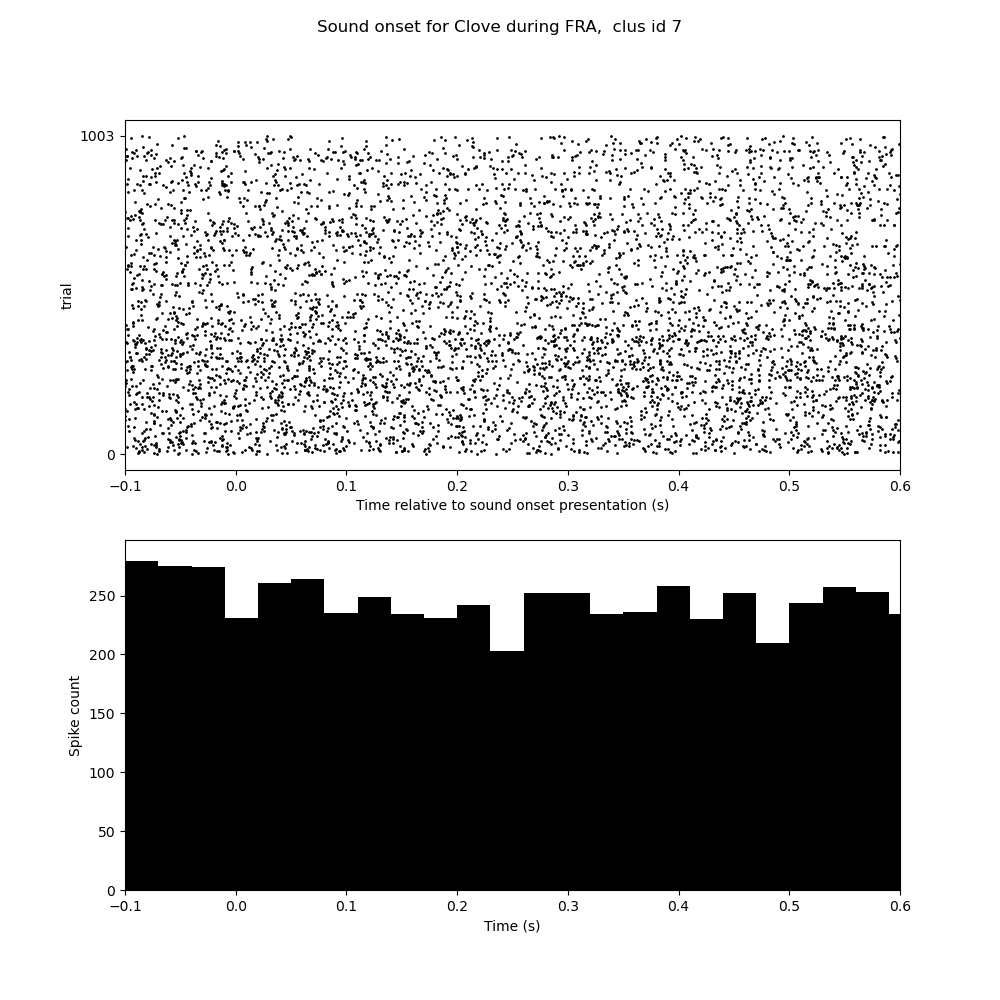 Sound onset for Clove during FRA,  clus id 7
1003
0
trial
−0.1 0.0 0.1 0.2 0.3 0.4 0.5 0.6
Time relative to sound onset presentation (s)
250
200
150
100
50
0
Spike count
−0.1 0.0 0.1 0.2 0.3 0.4 0.5 0.6
Time (s)